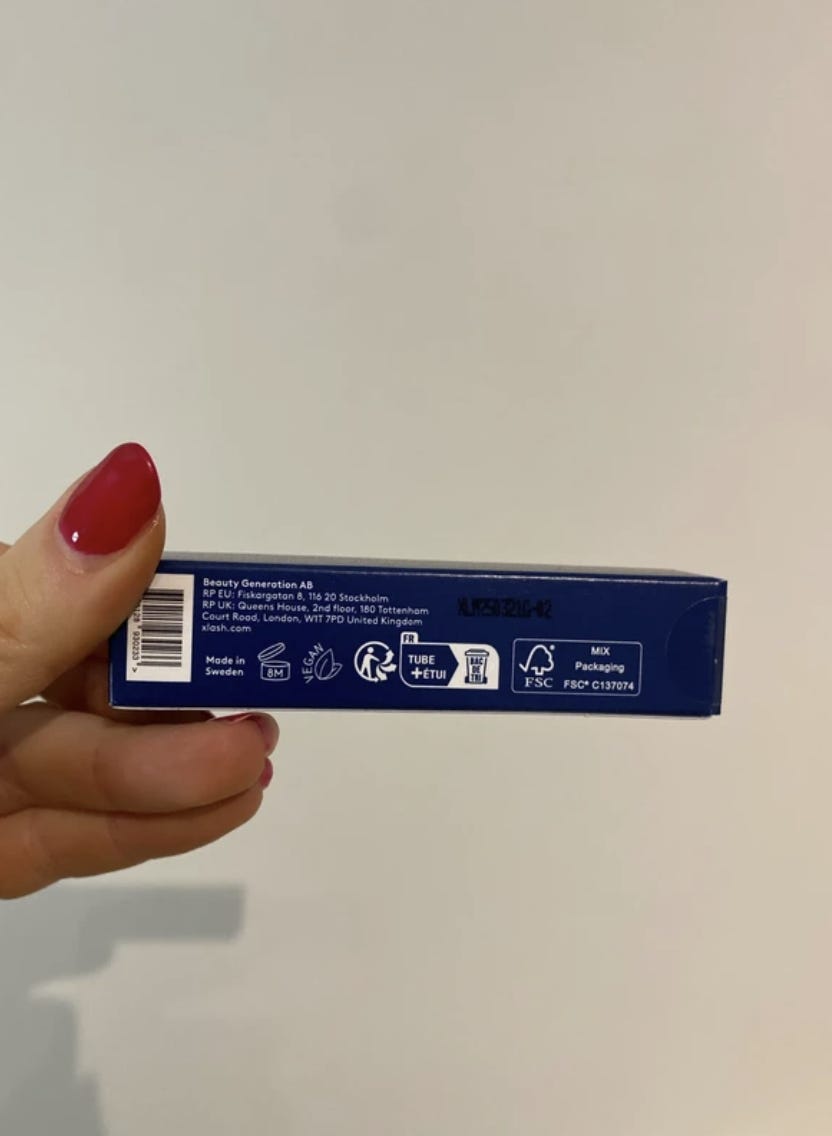 Beauty Generation AB
RP EU: Fiskargatan 8, 116 20 Stockholm
RP UK: Queens House, 2nd floor, 180 Tottenham
Court Road, London, W1T 7PD United Kingdom
xlash.com
930233 >
Made in
Sweden
8M
VEGAN
FR
TUBE
+ÉTUI
BAC
DE
TRI
FSC
MIX
Packaging
FSC® C137074